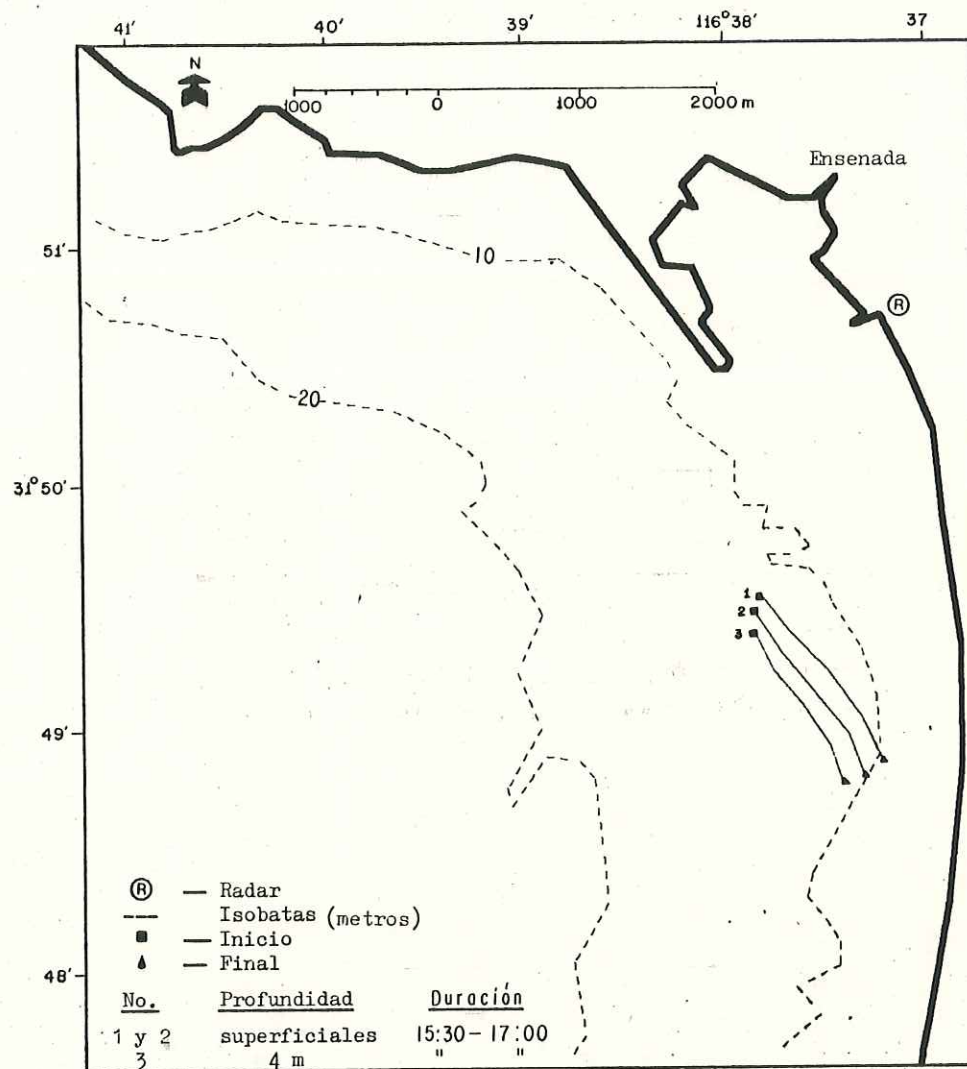 41′ 40′ 39′ 116°38′ 37
N
1000 0 1000 2000 m
Ensenada
51′
10
R
20
31°50′
1
2
3
49′
R — Radar
--- Isobatas (metros)
— Inicio
— Final
48′
No. Profundidad Duración
1 y 2 superficiales 15:30 - 17:00
3 4 m " "